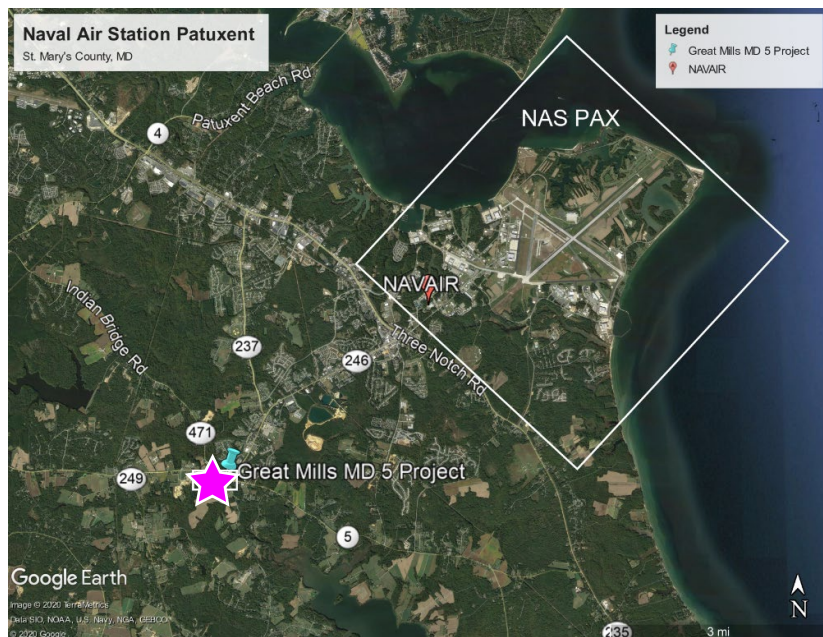 Naval Air Station Patuxent
St. Mary's County, MD
Legend
Great Mills MD 5 Project
NAVAIR
Patuxent Beach Rd
4
NAS PAX
NAVAIR
Indian Bridge Rd
237
246
Three Notch Rd
471
249
Great Mills MD 5 Project
5
Google Earth
Image © 2020 TerraMetrics
Data SIO, NOAA, U.S. Navy, NGA, GEBCO
© 2020 Google
235
3 mi
N